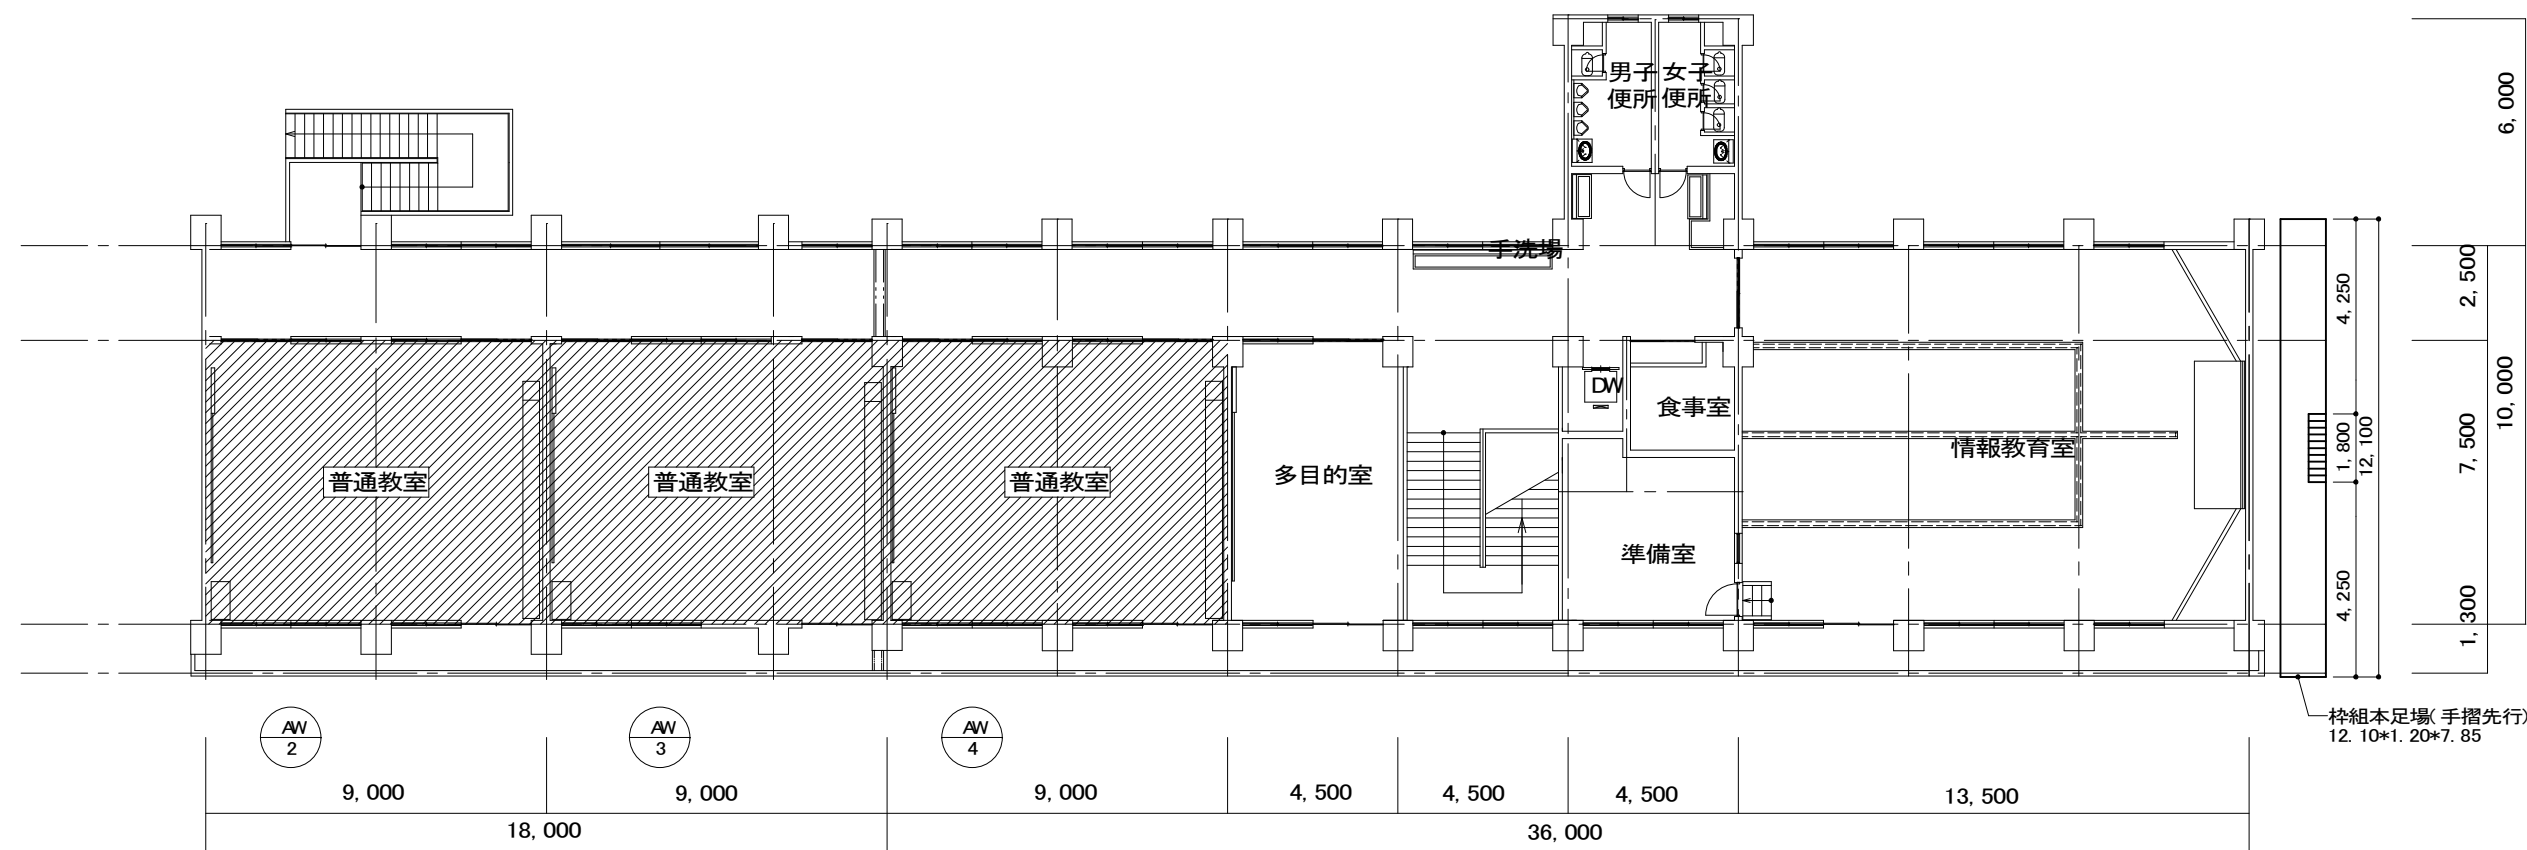 男子
便所
女子
便所
6,000
手洗場
2,500
4,250
10,000
DW
食事室
1,800
12,100
7,500
情報教育室
普通教室
普通教室
普通教室
多目的室
準備室
4,250
1,300
枠組本足場(手摺先行)
12.10*1.20*7.85
AW
2
AW
3
AW
4
9,000
9,000
9,000
4,500
4,500
4,500
13,500
18,000
36,000